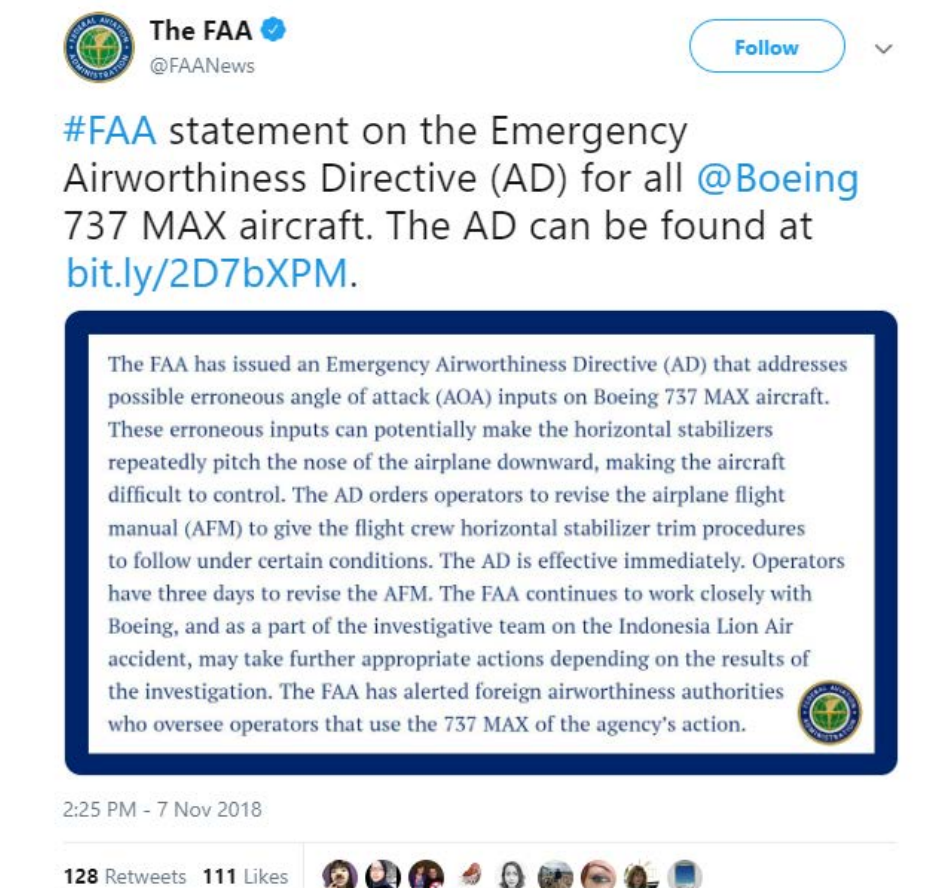 The FAA
@FAANews
Follow
#FAA statement on the Emergency
Airworthiness Directive (AD) for all @Boeing
737 MAX aircraft. The AD can be found at
bit.ly/2D7bXPM.
The FAA has issued an Emergency Airworthiness Directive (AD) that addresses
possible erroneous angle of attack (AOA) inputs on Boeing 737 MAX aircraft.
These erroneous inputs can potentially make the horizontal stabilizers
repeatedly pitch the nose of the airplane downward, making the aircraft
difficult to control. The AD orders operators to revise the airplane flight
manual (AFM) to give the flight crew horizontal stabilizer trim procedures
to follow under certain conditions. The AD is effective immediately. Operators
have three days to revise the AFM. The FAA continues to work closely with
Boeing, and as a part of the investigative team on the Indonesia Lion Air
accident, may take further appropriate actions depending on the results of
the investigation. The FAA has alerted foreign airworthiness authorities
who oversee operators that use the 737 MAX of the agency's action.
FEDERAL AVIATION
ADMINISTRATION
2:25 PM - 7 Nov 2018
128 Retweets 111 Likes